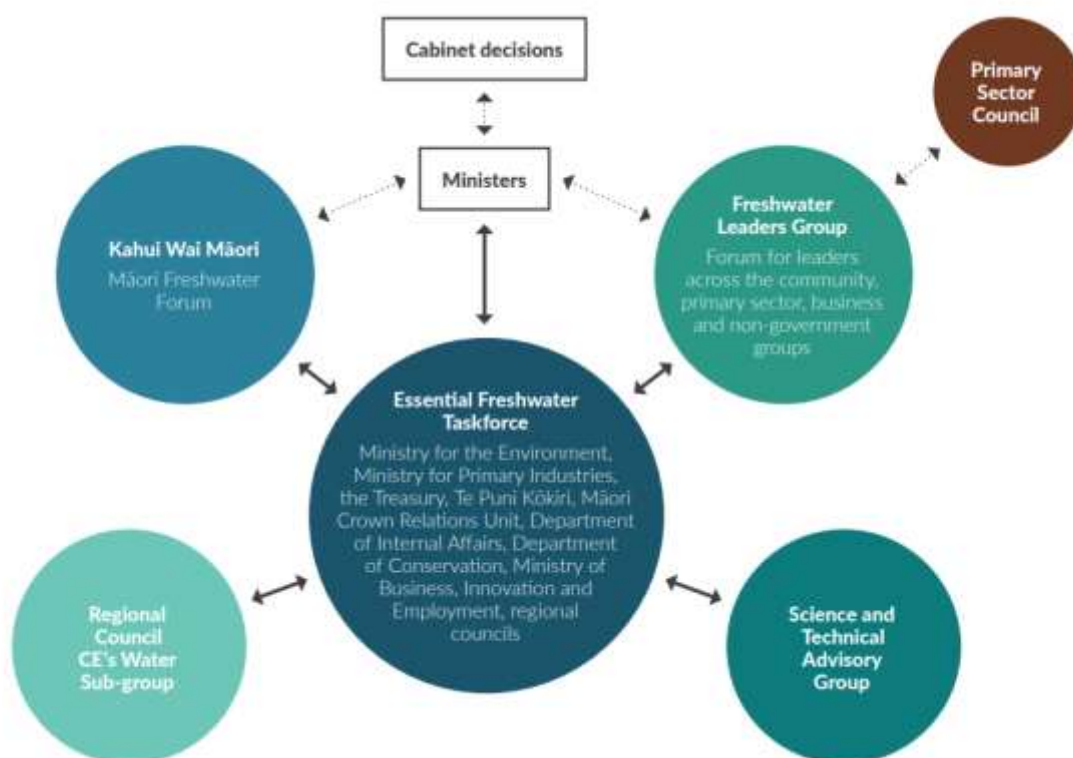 Cabinet decisions
Primary
Sector
Council
Ministers
Kahui Wai Māori
Māori Freshwater
Forum
Freshwater
Leaders Group
Forum for leaders
across the community,
primary sector, business
and non-government
groups
Essential Freshwater
Taskforce
Ministry for the Environment,
Ministry for Primary Industries,
the Treasury, Te Puni Kōkiri, Māori
Crown Relations Unit, Department
of Internal Affairs, Department
of Conservation, Ministry of
Business, Innovation and
Employment, regional
councils
Regional
Council
CE's Water
Sub-group
Science and
Technical
Advisory
Group